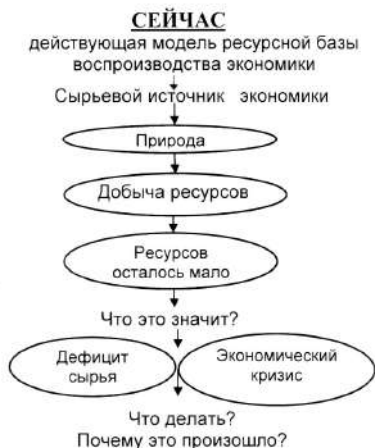 СЕЙЧАС
действующая модель ресурсной базы
воспроизводства экономики
Сырьевой источник экономики
Природа
Добыча ресурсов
Ресурсов
осталось мало
Что это значит?
Дефицит
сырья
Экономический
кризис
Что делать?
Почему это произошло?